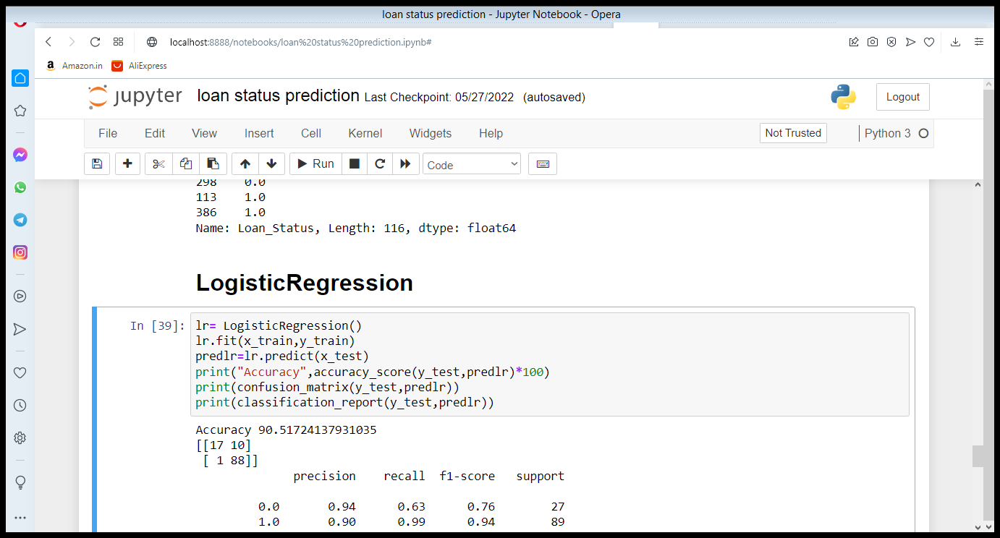 loan status prediction - Jupyter Notebook - Opera
localhost:8888/notebooks/loan%20status%20prediction.ipynb#
a Amazon.in AliExpress
jupyter loan status prediction Last Checkpoint: 05/27/2022 (autosaved) Logout
File Edit View Insert Cell Kernel Widgets Help Not Trusted Python 3
Run Code
298 0.0
113 1.0
386 1.0
Name: Loan_Status, Length: 116, dtype: float64
LogisticRegression
In [39]: lr= LogisticRegression()
lr.fit(x_train,y_train)
predlr=lr.predict(x_test)
print("Accuracy",accuracy_score(y_test,predlr)*100)
print(confusion_matrix(y_test,predlr))
print(classification_report(y_test,predlr))
Accuracy 90.51724137931035
[[17 10]
[ 1 88]]
precision recall f1-score support
0.0 0.94 0.63 0.76 27
1.0 0.90 0.99 0.94 89